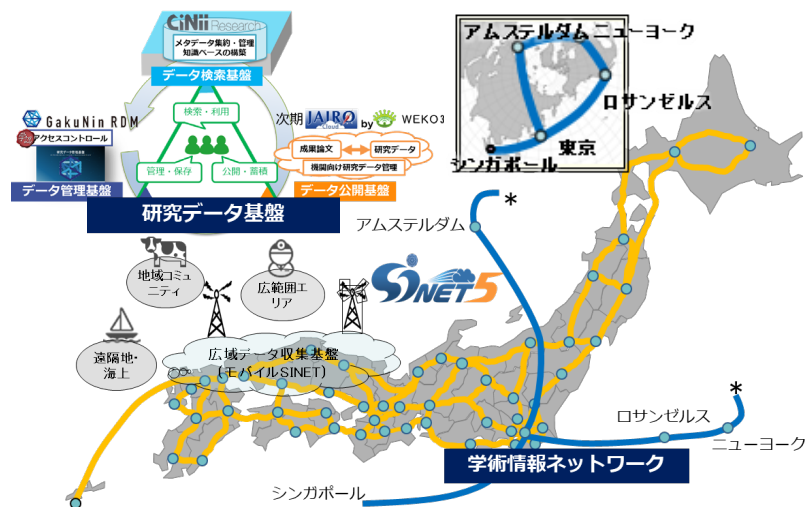 CiNii Research
メタデータ集約・管理
知識ベースの構築
データ検索基盤
GakuNin RDM
アクセスコントロール
データ管理基盤
検索・利用
管理・保存
公開・蓄積
次期 JAIRO Cloud by WEKO3
成果論文
研究データ
機関向け研究データ管理
データ公開基盤
研究データ基盤
アムステルダム
ニューヨーク
ロサンゼルス
東京
シンガポール
アムステルダム
*
地域コミュ
ニティ
広範囲エ
リア
SINET5
遠隔地・
海上
広域データ収集基盤
(モバイルSINET)
*
ロサンゼルス
ニューヨーク
学術情報ネットワーク
シンガポール